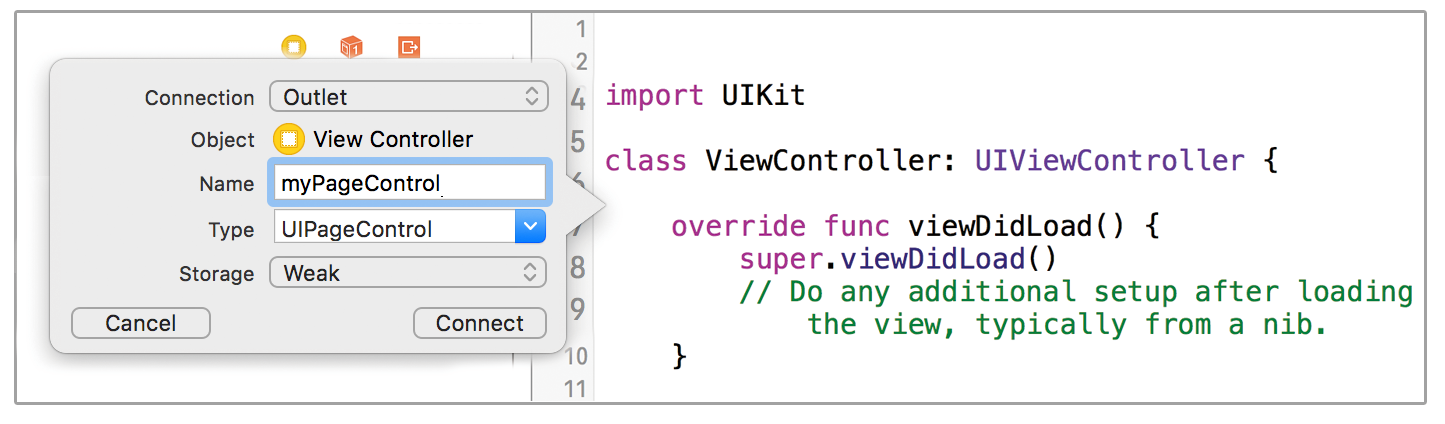 Connection Outlet
Object View Controller
Name myPageControl
Type UIPageControl
Storage Weak
Cancel Connect
1
2
4 import UIKit
5 class ViewController: UIViewController {
6
7 override func viewDidLoad() {
8 super.viewDidLoad()
9 // Do any additional setup after loading
the view, typically from a nib.
10 }
11